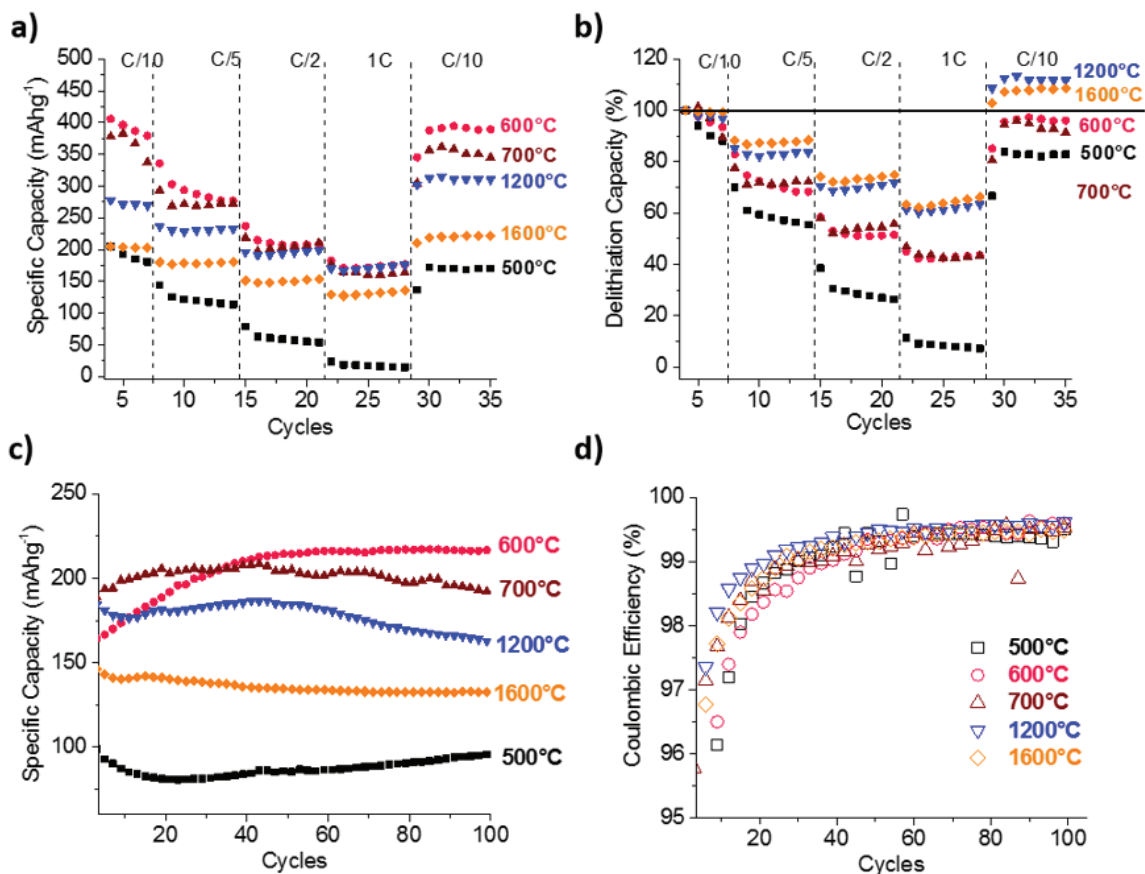 a)
C/10 C/5 C/2 1C C/10
500
450
400
350
300
250
200
150
100
50
0
Specific Capacity (mAhg⁻¹)
600°C
700°C
1200°C
1600°C
500°C
5 10 15 20 25 30 35
Cycles
b)
C/10 C/5 C/2 1C C/10
120
100
80
60
40
20
0
Delithiation Capacity (%)
1200°C
1600°C
600°C
500°C
700°C
5 10 15 20 25 30 35
Cycles
c)
250
200
150
100
Specific Capacity (mAhg⁻¹)
600°C
700°C
1200°C
1600°C
500°C
20 40 60 80 100
Cycles
d)
100
99
98
97
96
95
Coulombic Efficiency (%)
500°C
600°C
700°C
1200°C
1600°C
20 40 60 80 100
Cycles